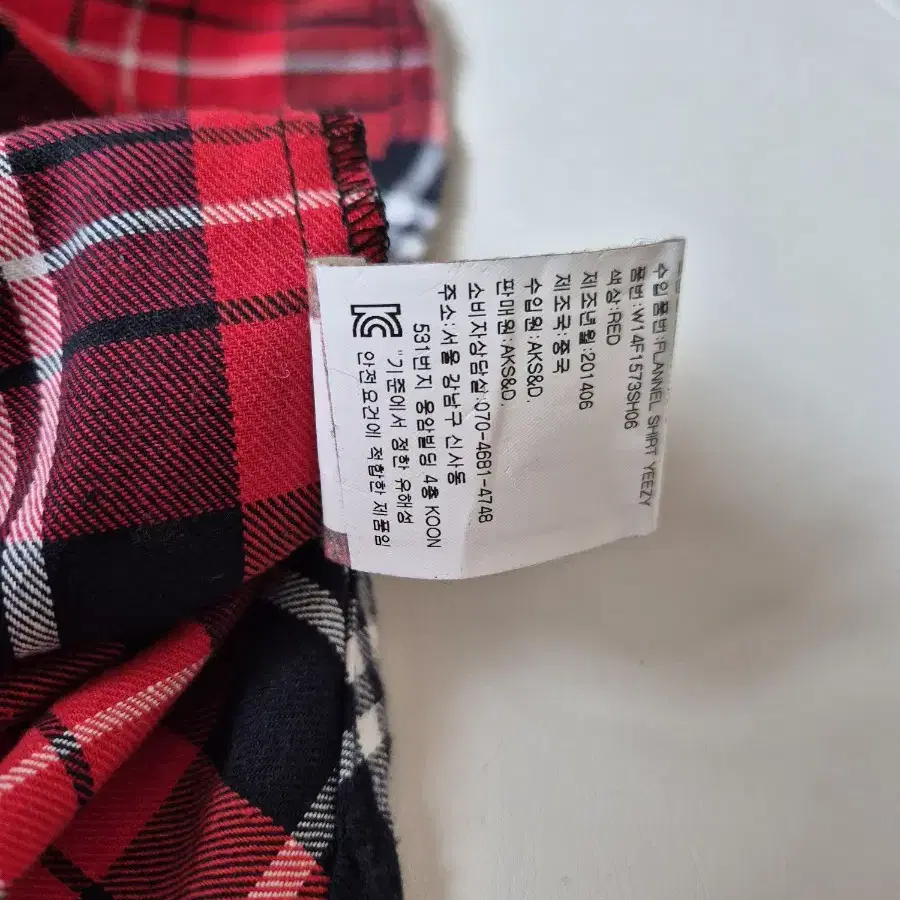 수입품번:FLANNEL SHIRT YEEZY
품번:W14F1573SH06
색상:RED
제조년월:201406
제조국:중국
수입원:AKS&D.
판매원:AKS&D.
소비자상담실:070-4681-4748
주소:서울 강남구 신사동
531번지 웅암빌딩 4층 KOON
"기준에서 정한 유해성
안전요건에 적합한 제품임